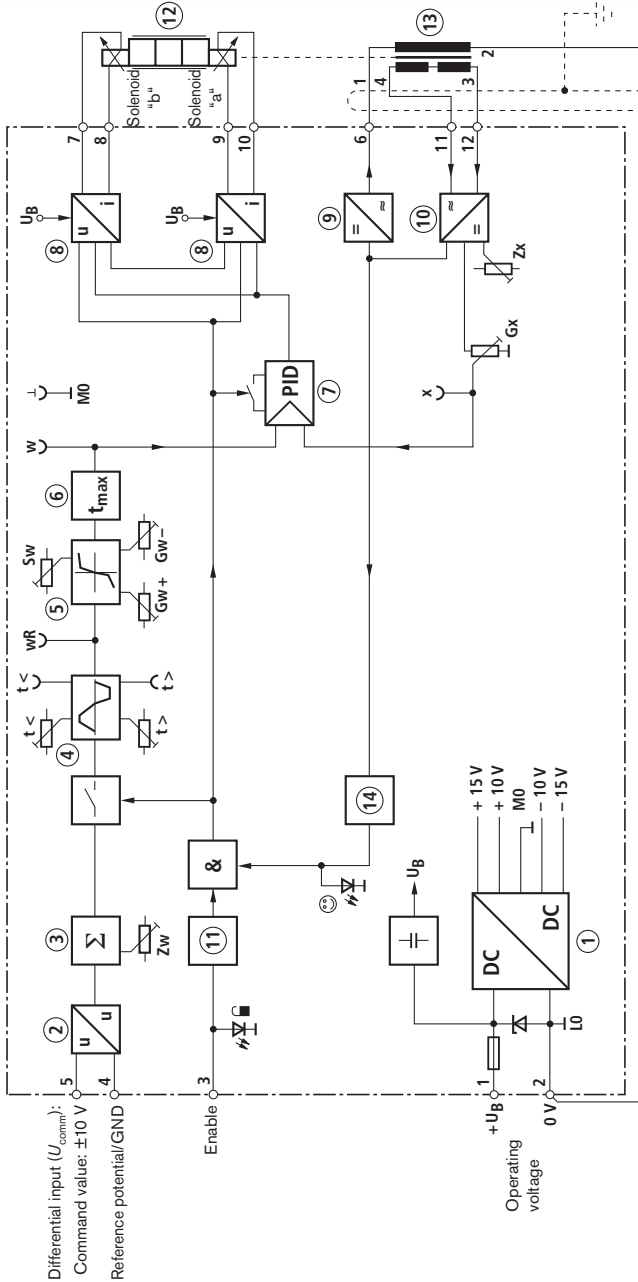 Differential input (U_comm):
Command value: ±10 V
Reference potential/GND
Enable
Operating
voltage
5
4
3
+U_B
1
2
0 V
2
u
u
3
Σ
Zw
4
t <
t <
t >
t >
wR
5
Sw
Gw +
Gw −
6
t_max
w
⊥
M0
11
&
☺
14
7
PID
x
Gx
Zx
U_B
8
u
i
U_B
8
u
i
7
8
9
10
Solenoid
"b"
Solenoid
"a"
12
9
=
≈
10
≈
=
6
11
12
1
4
3
2
13
U_B
DC
DC
1
L0
+ 15 V
+ 10 V
M0
− 10 V
− 15 V